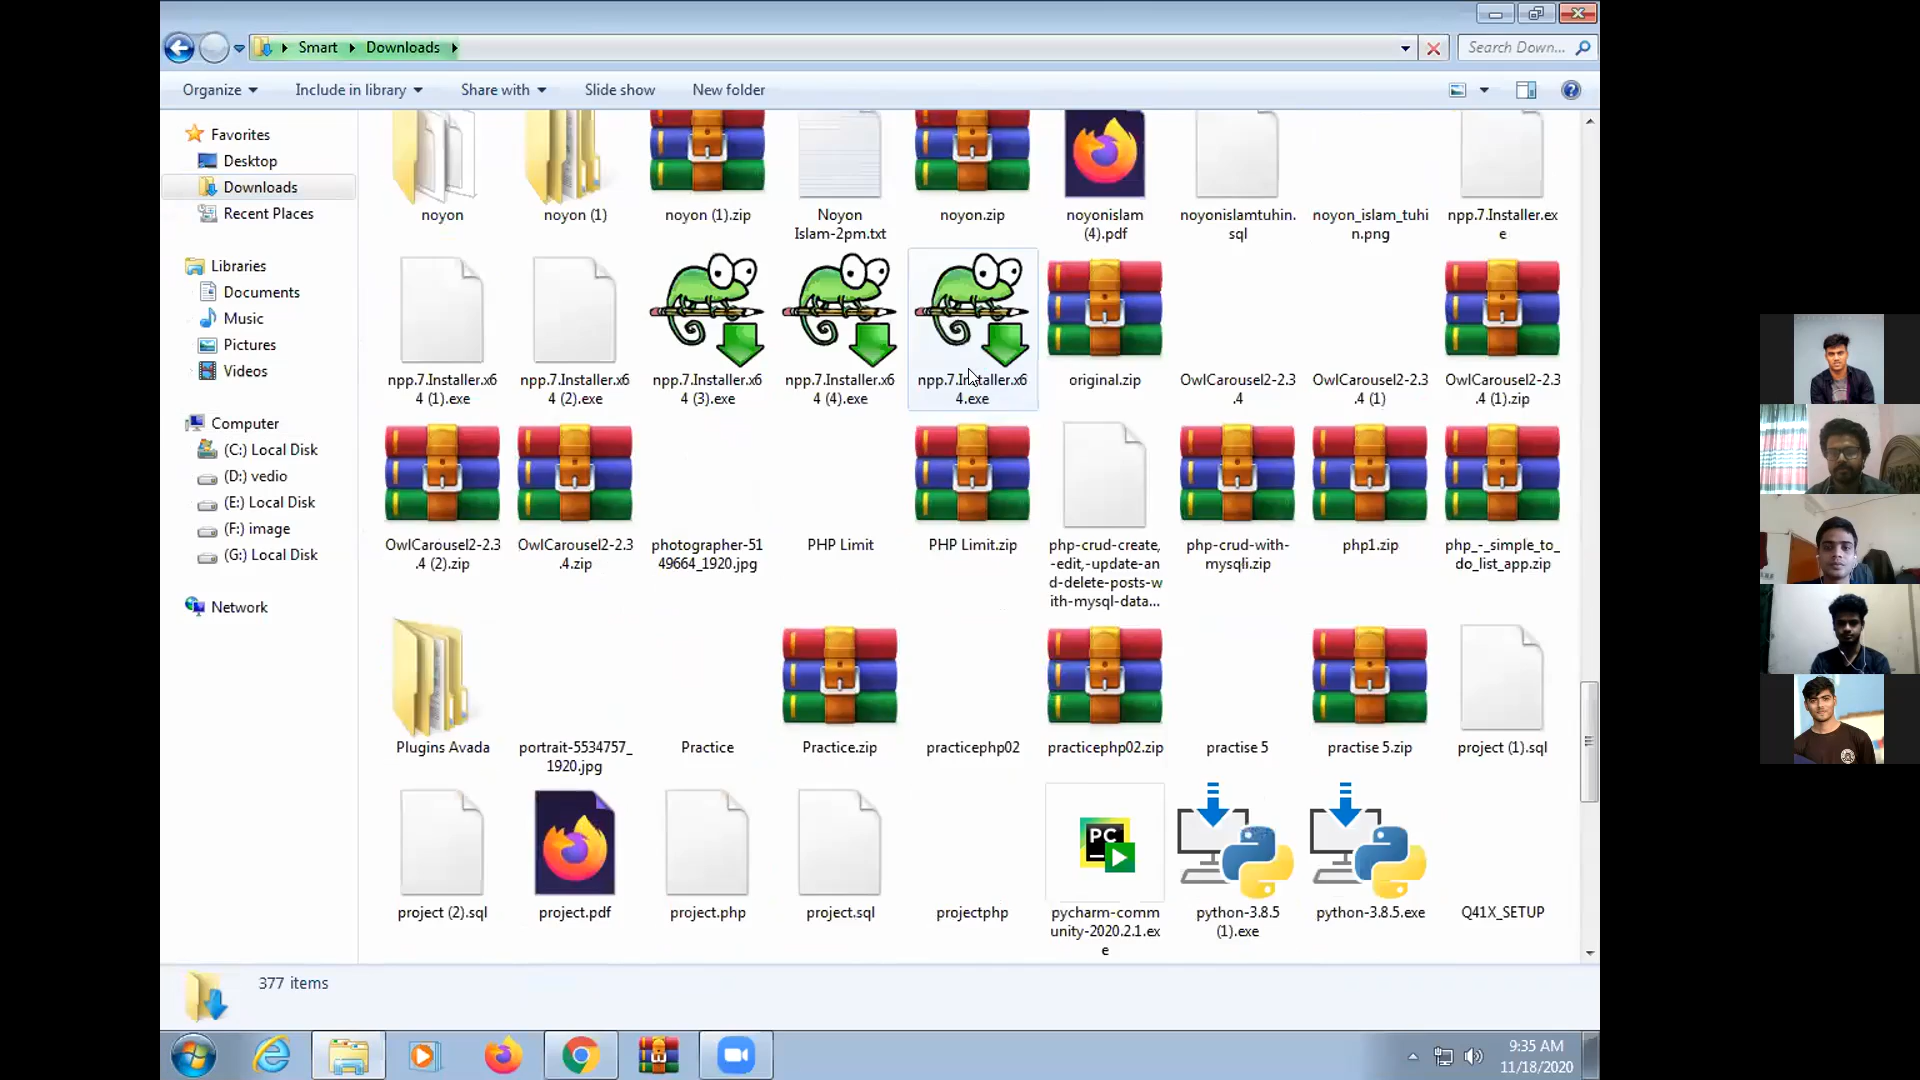 Smart
Downloads
Search Down...
Organize
Include in library
Share with
Slide show
New folder
Favorites
Desktop
Downloads
Recent Places
Libraries
Documents
Music
Pictures
Videos
Computer
(C:) Local Disk
(D:) vedio
(E:) Local Disk
(F:) image
(G:) Local Disk
Network
noyon
noyon (1)
noyon (1).zip
Noyon
Islam-2pm.txt
noyon.zip
noyonislam
(4).pdf
noyonislamtuhin.
sql
noyon_islam_tuhi
n.png
npp.7.Installer.ex
e
npp.7.Installer.x6
4 (1).exe
npp.7.Installer.x6
4 (2).exe
npp.7.Installer.x6
4 (3).exe
npp.7.Installer.x6
4 (4).exe
npp.7.Installer.x6
4.exe
original.zip
OwlCarousel2-2.3
.4
OwlCarousel2-2.3
.4 (1)
OwlCarousel2-2.3
.4 (1).zip
OwlCarousel2-2.3
.4 (2).zip
OwlCarousel2-2.3
.4.zip
photographer-51
49664_1920.jpg
PHP Limit
PHP Limit.zip
php-crud-create,
-edit,-update-an
d-delete-posts-w
ith-mysql-data...
php-crud-with-
mysqli.zip
php1.zip
php_-_simple_to_
do_list_app.zip
Plugins Avada
portrait-5534757_
1920.jpg
Practice
Practice.zip
practicephp02
practicephp02.zip
practise 5
practise 5.zip
project (1).sql
project (2).sql
project.pdf
project.php
project.sql
projectphp
PC
pycharm-comm
unity-2020.2.1.ex
e
python-3.8.5
(1).exe
python-3.8.5.exe
Q41X_SETUP
377 items
9:35 AM
11/18/2020